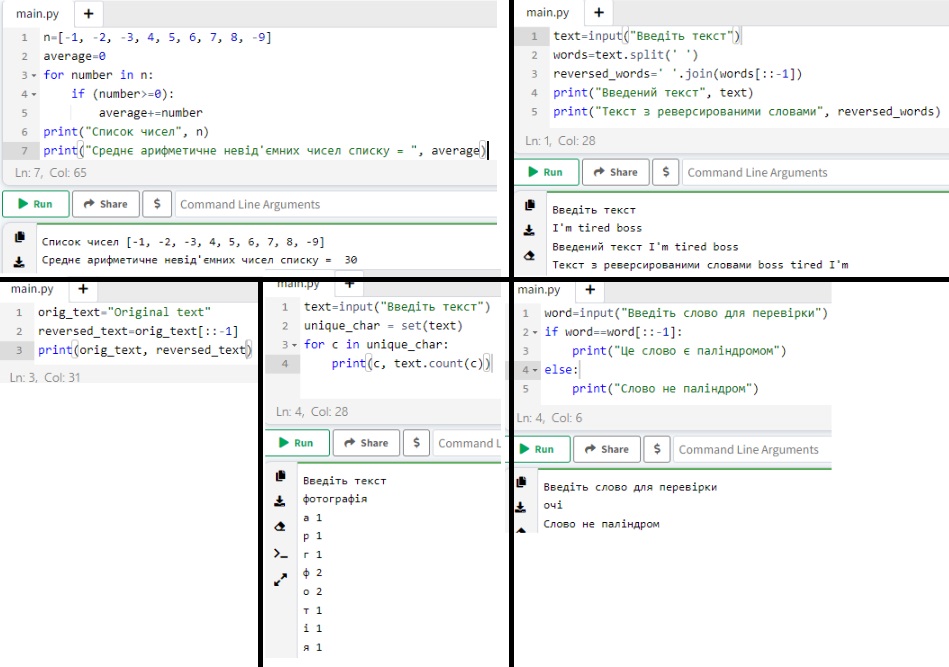 main.py +
1 n=[-1, -2, -3, 4, 5, 6, 7, 8, -9]
2 average=0
3 for number in n:
4 if (number>=0):
5 average+=number
6 print("Список чисел", n)
7 print("Среднє арифметичне невід'ємних чисел списку = ", average)
Ln: 7, Col: 65
Run Share $ Command Line Arguments
Список чисел [-1, -2, -3, 4, 5, 6, 7, 8, -9]
Среднє арифметичне невід'ємних чисел списку = 30
main.py +
1 text=input("Введіть текст")
2 words=text.split(' ')
3 reversed_words=' '.join(words[::-1])
4 print("Введений текст", text)
5 print("Текст з реверсированими словами", reversed_words)
Ln: 1, Col: 28
Run Share $ Command Line Arguments
Введіть текст
I'm tired boss
Введений текст I'm tired boss
Текст з реверсированими словами boss tired I'm
main.py +
1 orig_text="Original text"
2 reversed_text=orig_text[::-1]
3 print(orig_text, reversed_text)
Ln: 3, Col: 31
main.py +
1 text=input("Введіть текст")
2 unique_char = set(text)
3 for c in unique_char:
4 print(c, text.count(c))
Ln: 4, Col: 28
Run Share $ Command L
Введіть текст
фотографія
а 1
р 1
г 1
ф 2
о 2
т 1
і 1
я 1
main.py +
1 word=input("Введіть слово для перевірки")
2 if word==word[::-1]:
3 print("Це слово є паліндромом")
4 else:
5 print("Слово не паліндром")
Ln: 4, Col: 6
Run Share $ Command Line Arguments
Введіть слово для перевірки
очі
Слово не паліндром